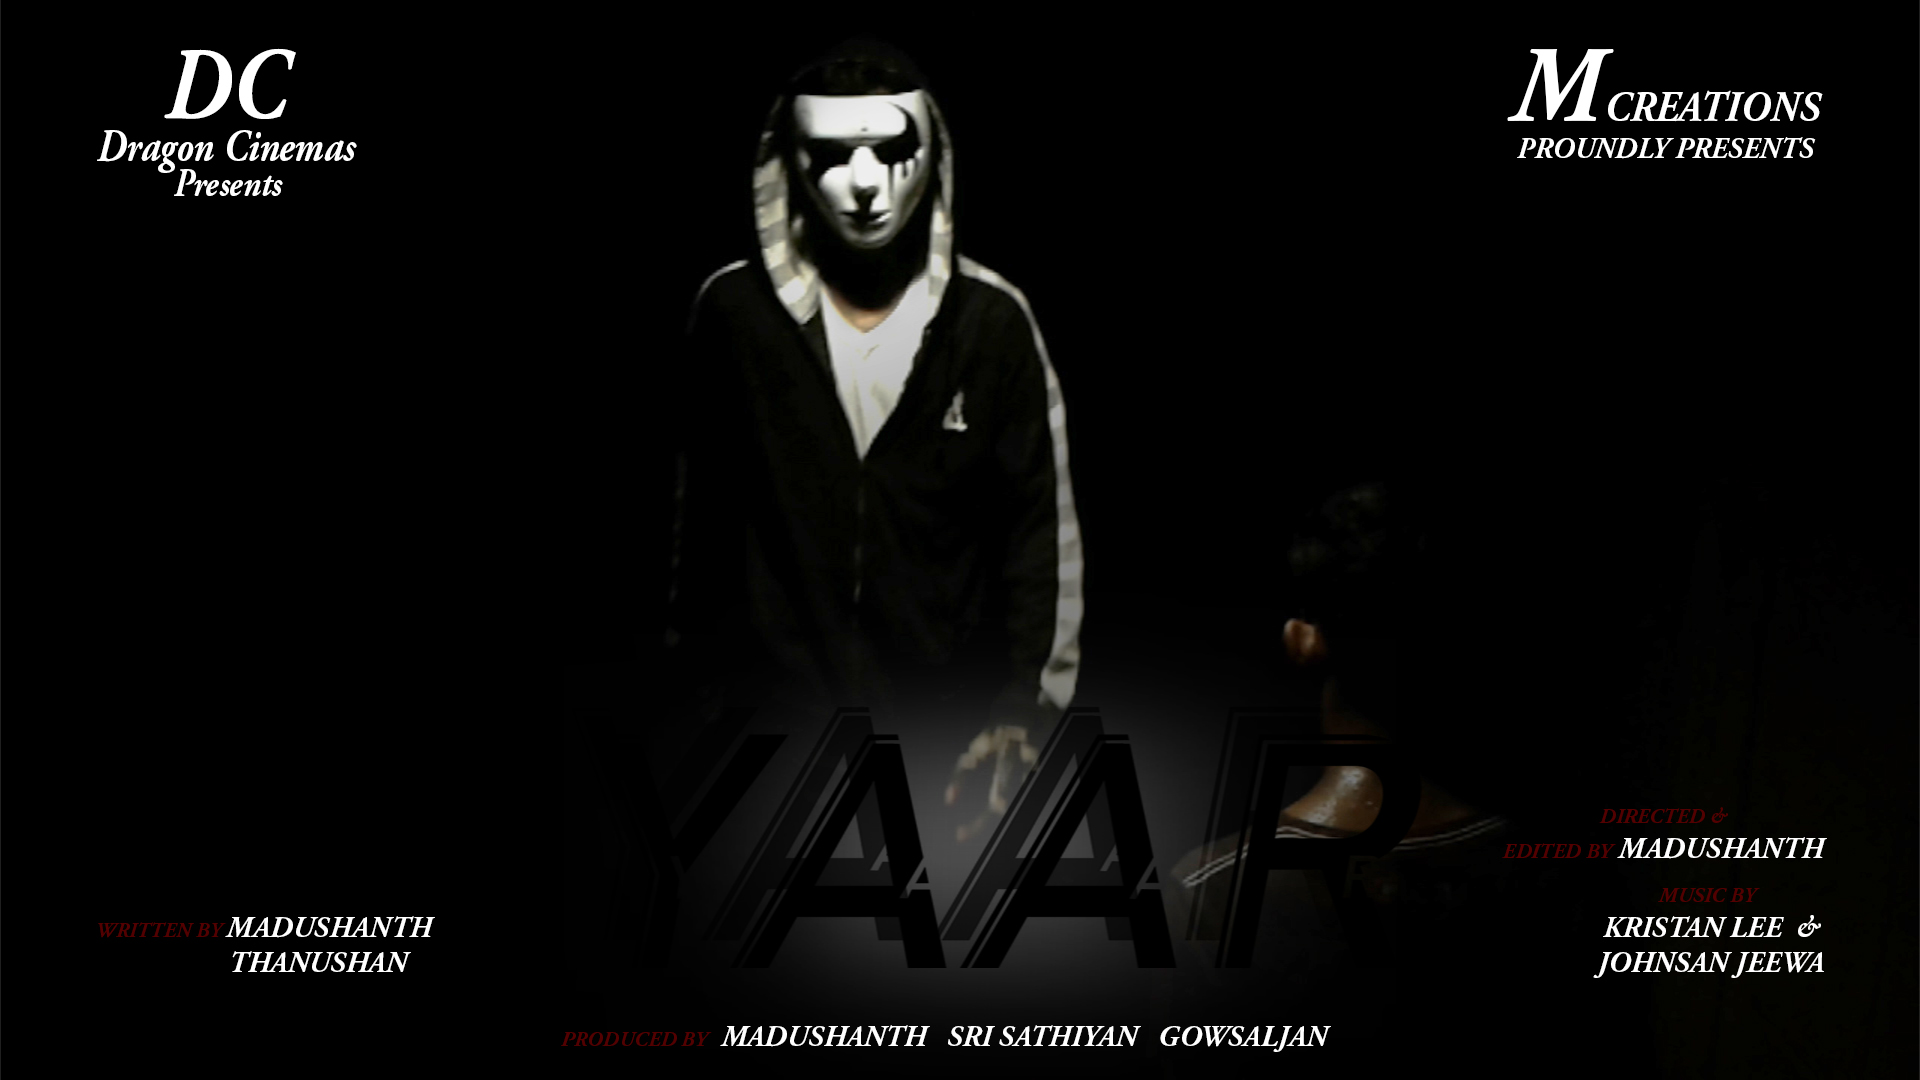 DC
Dragon Cinemas
Presents
M CREATIONS
PROUNDLY PRESENTS
YAAR
DIRECTED &
EDITED BY MADUSHANTH
MUSIC BY
KRISTAN LEE &
JOHNSAN JEEWA
WRITTEN BY MADUSHANTH
THANUSHAN
PRODUCED BY MADUSHANTH SRI SATHIYAN GOWSALJAN